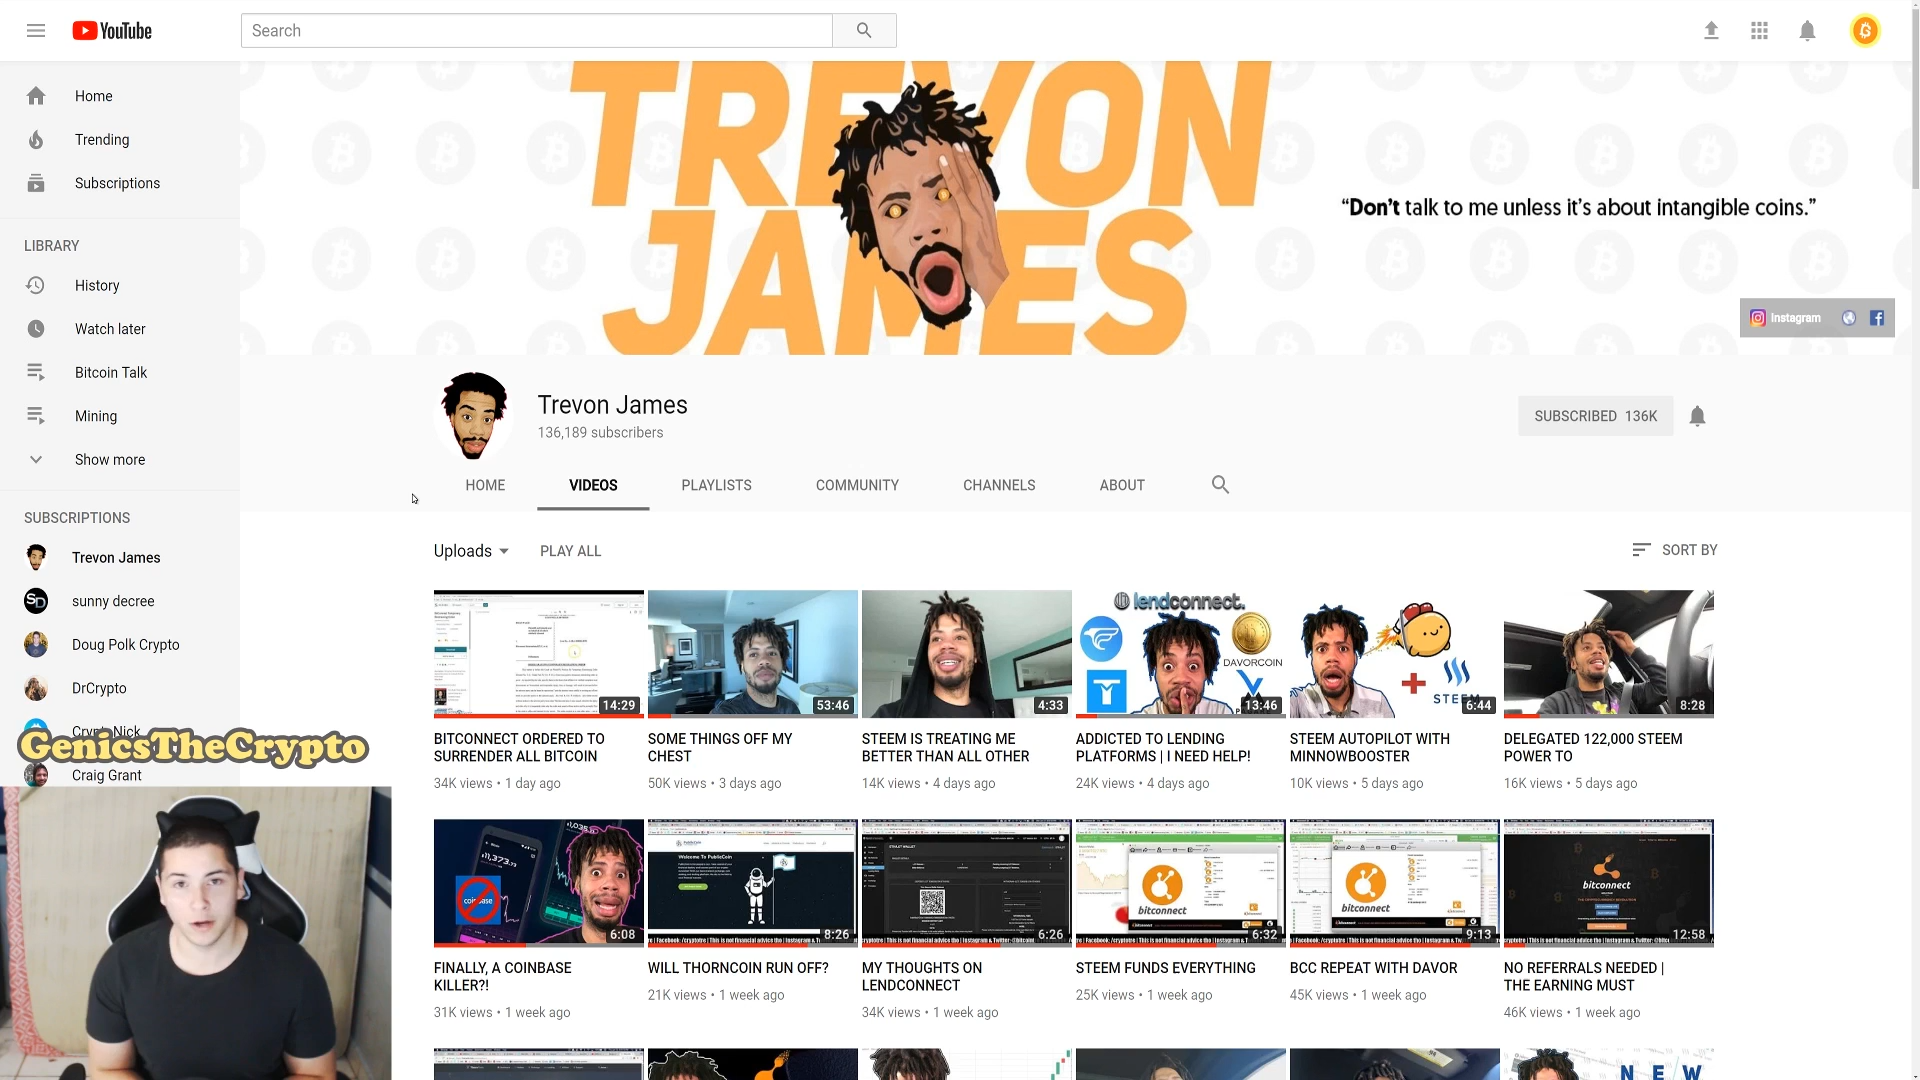 YouTube
Search
Home
Trending
Subscriptions
LIBRARY
History
Watch later
Bitcoin Talk
Mining
Show more
SUBSCRIPTIONS
Trevon James
sunny decree
Doug Polk Crypto
DrCrypto
Nick
Craig Grant
GenicsTheCrypto
TREVON
JAMES
“Don’t talk to me unless it’s about intangible coins.”
Instagram
Trevon James
136,189 subscribers
SUBSCRIBED 136K
HOME VIDEOS PLAYLISTS COMMUNITY CHANNELS ABOUT
Uploads PLAY ALL
SORT BY
14:29
53:46
4:33
lendconnect.
DAVORCOIN
13:46
STEEM
6:44
8:28
BITCONNECT ORDERED TO
SURRENDER ALL BITCOIN
34K views • 1 day ago
SOME THINGS OFF MY
CHEST
50K views • 3 days ago
STEEM IS TREATING ME
BETTER THAN ALL OTHER
14K views • 4 days ago
ADDICTED TO LENDING
PLATFORMS | I NEED HELP!
24K views • 4 days ago
STEEM AUTOPILOT WITH
MINNOWBOOSTER
10K views • 5 days ago
DELEGATED 122,000 STEEM
POWER TO
16K views • 5 days ago
6:08
Welcome To PublicCoin
8:26
6:26
bitconnect
6:32
bitconnect
9:13
bitconnect
12:58
FINALLY, A COINBASE
KILLER?!
31K views • 1 week ago
WILL THORNCOIN RUN OFF?
21K views • 1 week ago
MY THOUGHTS ON
LENDCONNECT
34K views • 1 week ago
STEEM FUNDS EVERYTHING
25K views • 1 week ago
BCC REPEAT WITH DAVOR
45K views • 1 week ago
NO REFERRALS NEEDED |
THE EARNING MUST
46K views • 1 week ago
NEW